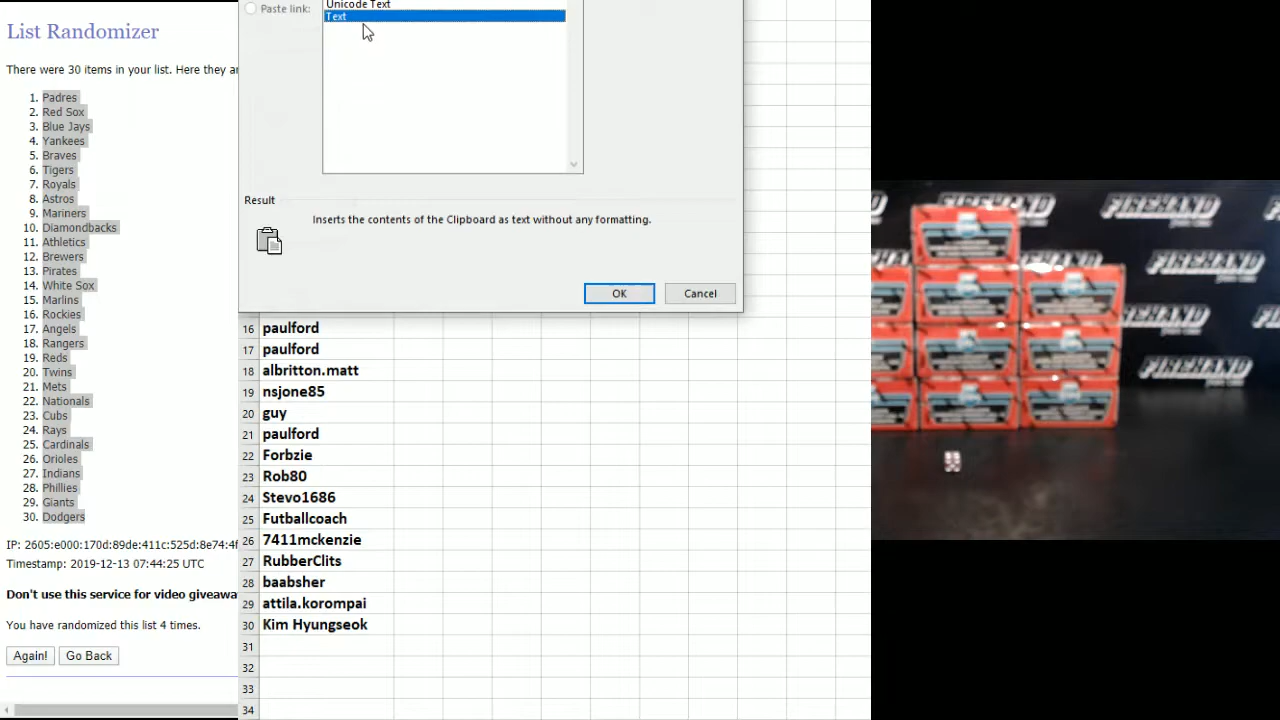 List Randomizer
There were 30 items in your list. Here they ar
1. Padres
2. Red Sox
3. Blue Jays
4. Yankees
5. Braves
6. Tigers
7. Royals
8. Astros
9. Mariners
10. Diamondbacks
11. Athletics
12. Brewers
13. Pirates
14. White Sox
15. Marlins
16. Rockies
17. Angels
18. Rangers
19. Reds
20. Twins
21. Mets
22. Nationals
23. Cubs
24. Rays
25. Cardinals
26. Orioles
27. Indians
28. Phillies
29. Giants
30. Dodgers
IP: 2605:e000:170d:89de:411c:525d:8e74:4f
Timestamp: 2019-12-13 07:44:25 UTC
Don't use this service for video giveawa
You have randomized this list 4 times.
Again! Go Back
Paste link:
Unicode Text
Text
Result
Inserts the contents of the Clipboard as text without any formatting.
OK Cancel
16 paulford
17 paulford
18 albritton.matt
19 nsjone85
20 guy
21 paulford
22 Forbzie
23 Rob80
24 Stevo1686
25 Futballcoach
26 7411mckenzie
27 RubberClits
28 baabsher
29 attila.korompai
30 Kim Hyungseok
31
32
33
34
FIREHAND
FIREHAND
FIREHAND
FIREHAND
FIREHAND